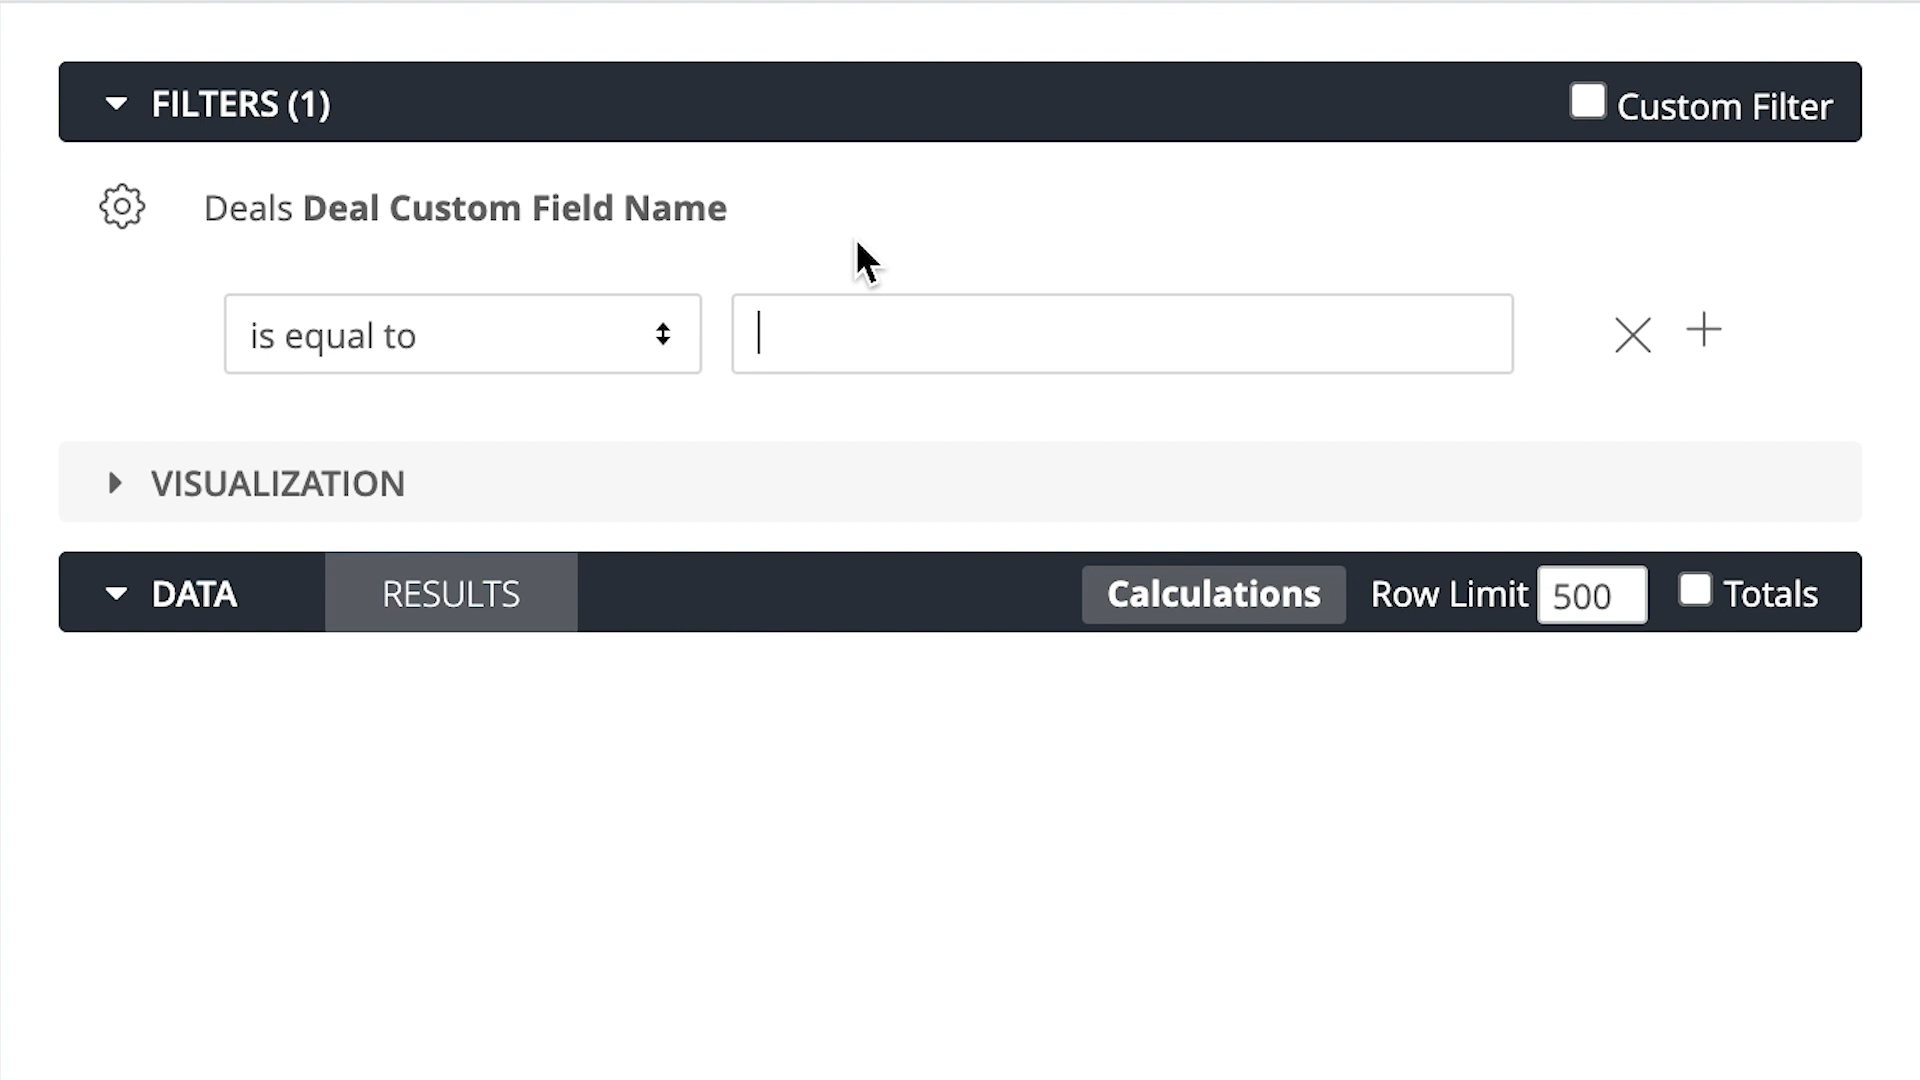 FILTERS (1) Custom Filter
Deals Deal Custom Field Name
is equal to
VISUALIZATION
DATA RESULTS Calculations Row Limit 500 Totals